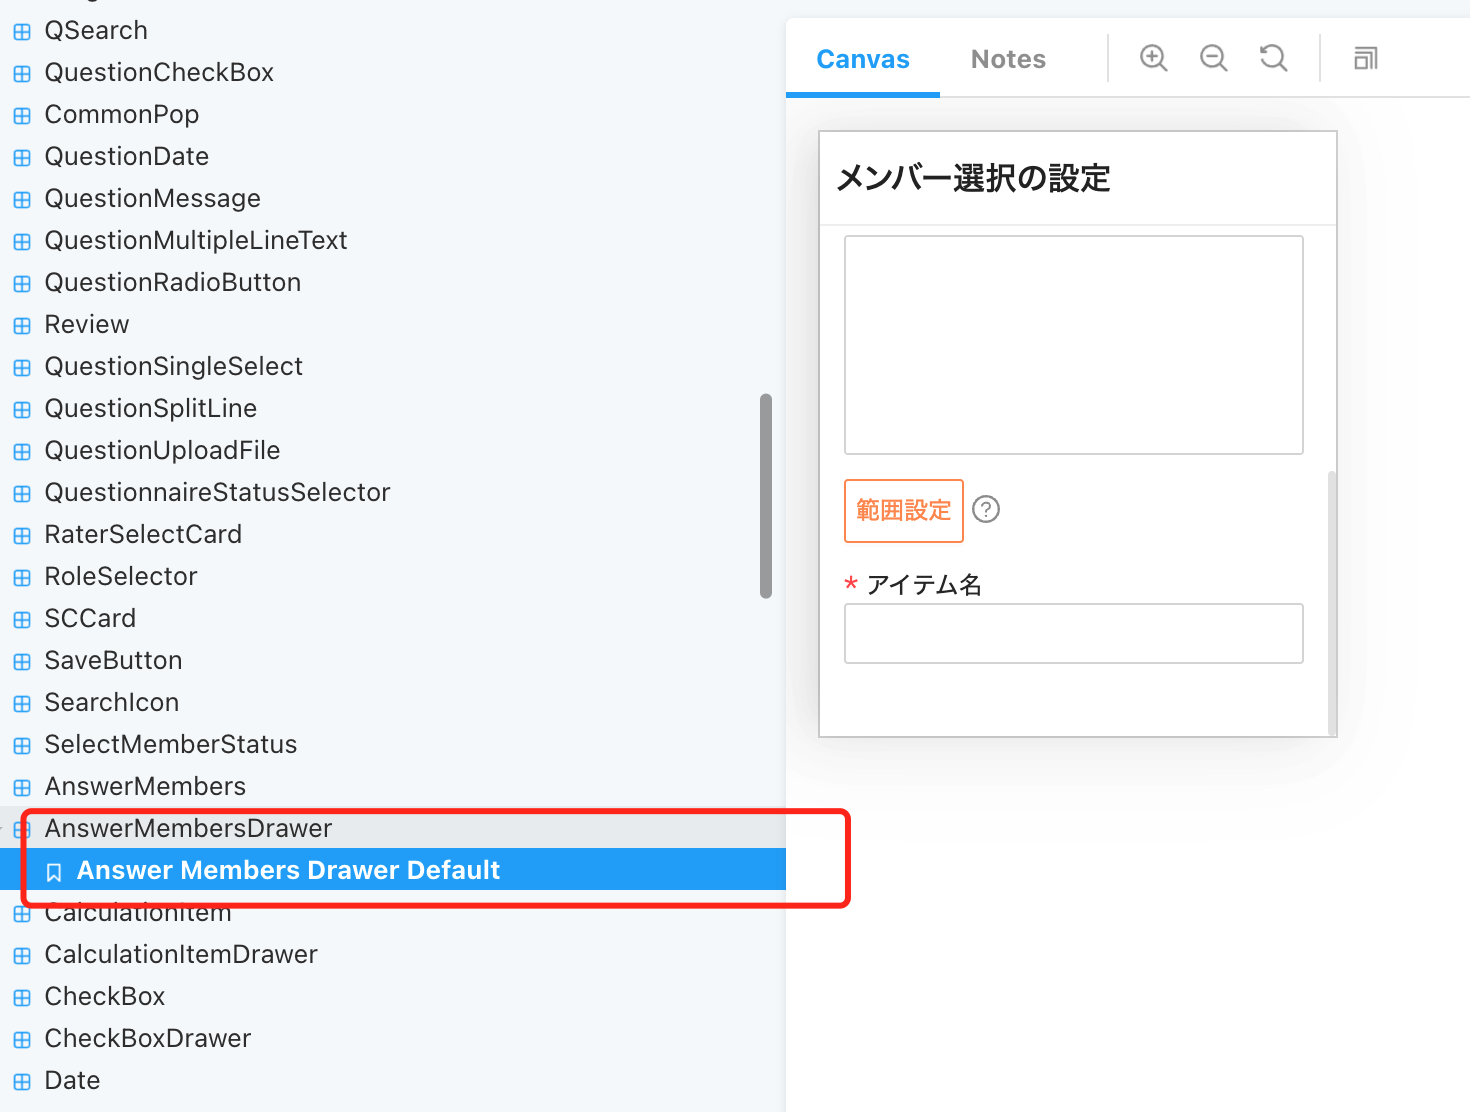 QSearch
QuestionCheckBox
CommonPop
QuestionDate
QuestionMessage
QuestionMultipleLineText
QuestionRadioButton
Review
QuestionSingleSelect
QuestionSplitLine
QuestionUploadFile
QuestionnaireStatusSelector
RaterSelectCard
RoleSelector
SCCard
SaveButton
SearchIcon
SelectMemberStatus
AnswerMembers
AnswerMembersDrawer
Answer Members Drawer Default
CalculationItem
CalculationItemDrawer
CheckBox
CheckBoxDrawer
Date
Canvas Notes
メンバー選択の設定
範囲設定 ?
* アイテム名